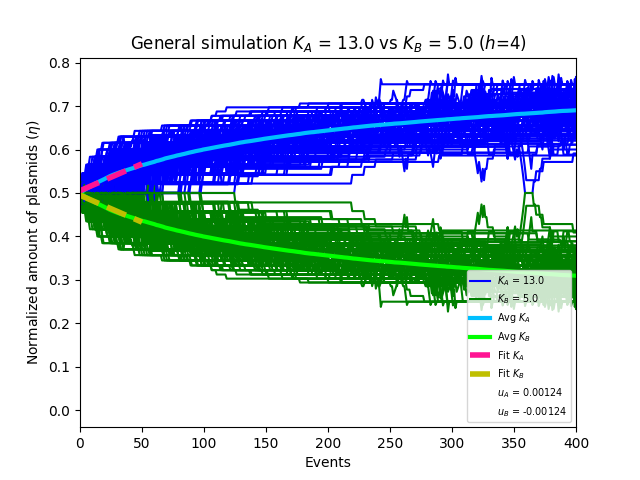 General simulation K_A = 13.0 vs K_B = 5.0 (h=4)
Normalized amount of plasmids (η)
0.8
0.7
0.6
0.5
0.4
0.3
0.2
0.1
0.0
K_A = 13.0
K_B = 5.0
Avg K_A
Avg K_B
Fit K_A
Fit K_B
u_A = 0.00124
u_B = -0.00124
0 50 100 150 200 250 300 350 400
Events